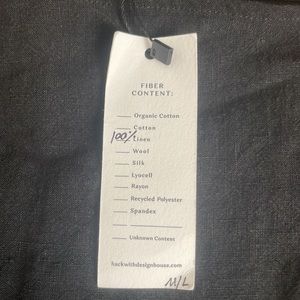 FIBER
CONTENT:
Organic Cotton
Cotton
100% Linen
Wool
Silk
Lyocell
Rayon
Recycled Polyester
Spandex
Unknown Content
hackwithdesignhouse.com
M/L